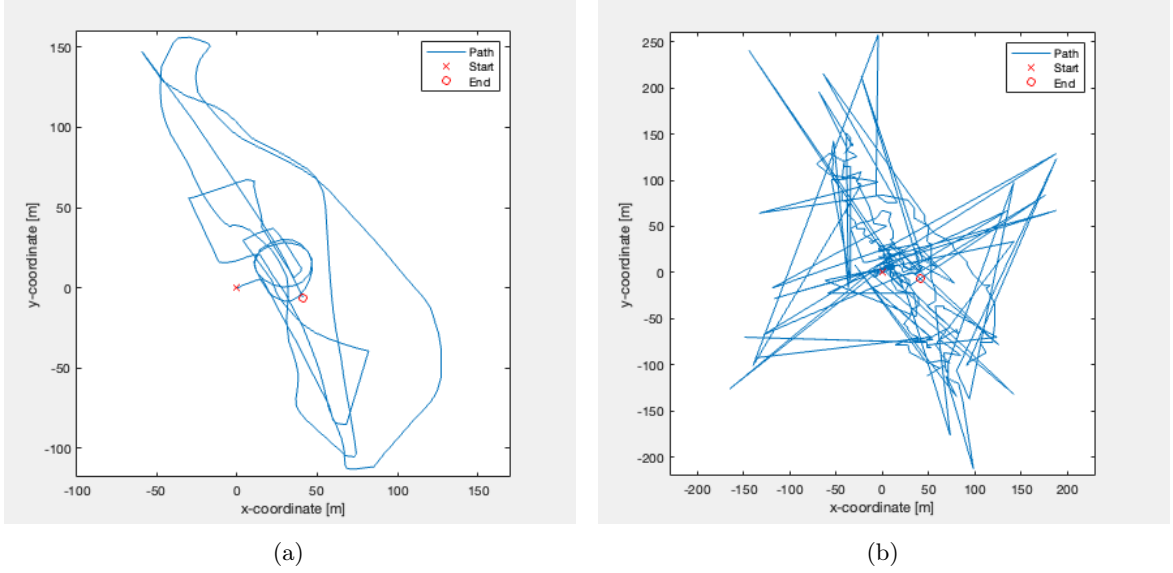 150
100
50
0
-50
-100
-100 -50 0 50 100 150
x-coordinate [m]
y-coordinate [m]
Path
Start
End
(a)
250
200
150
100
50
0
-50
-100
-150
-200
-200 -150 -100 -50 0 50 100 150 200
x-coordinate [m]
y-coordinate [m]
Path
Start
End
(b)